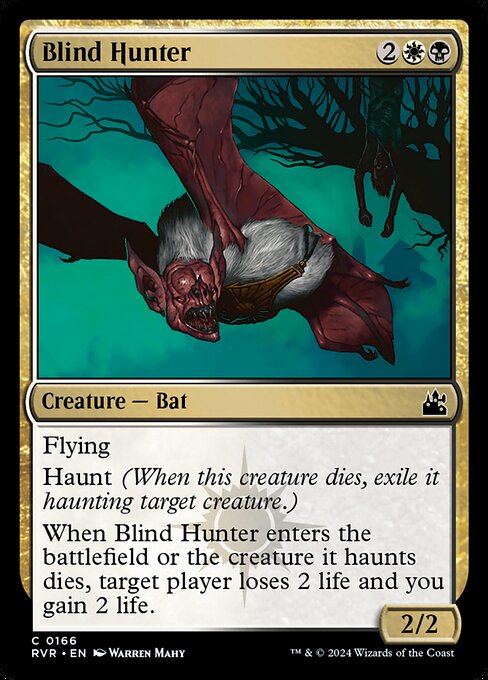 Blind Hunter 2
Creature — Bat
Flying
Haunt (When this creature dies, exile it
haunting target creature.)
When Blind Hunter enters the
battlefield or the creature it haunts
dies, target player loses 2 life and you
gain 2 life.
2/2
C 0166
RVR • EN Warren Mahy
™ & © 2024 Wizards of the Coast